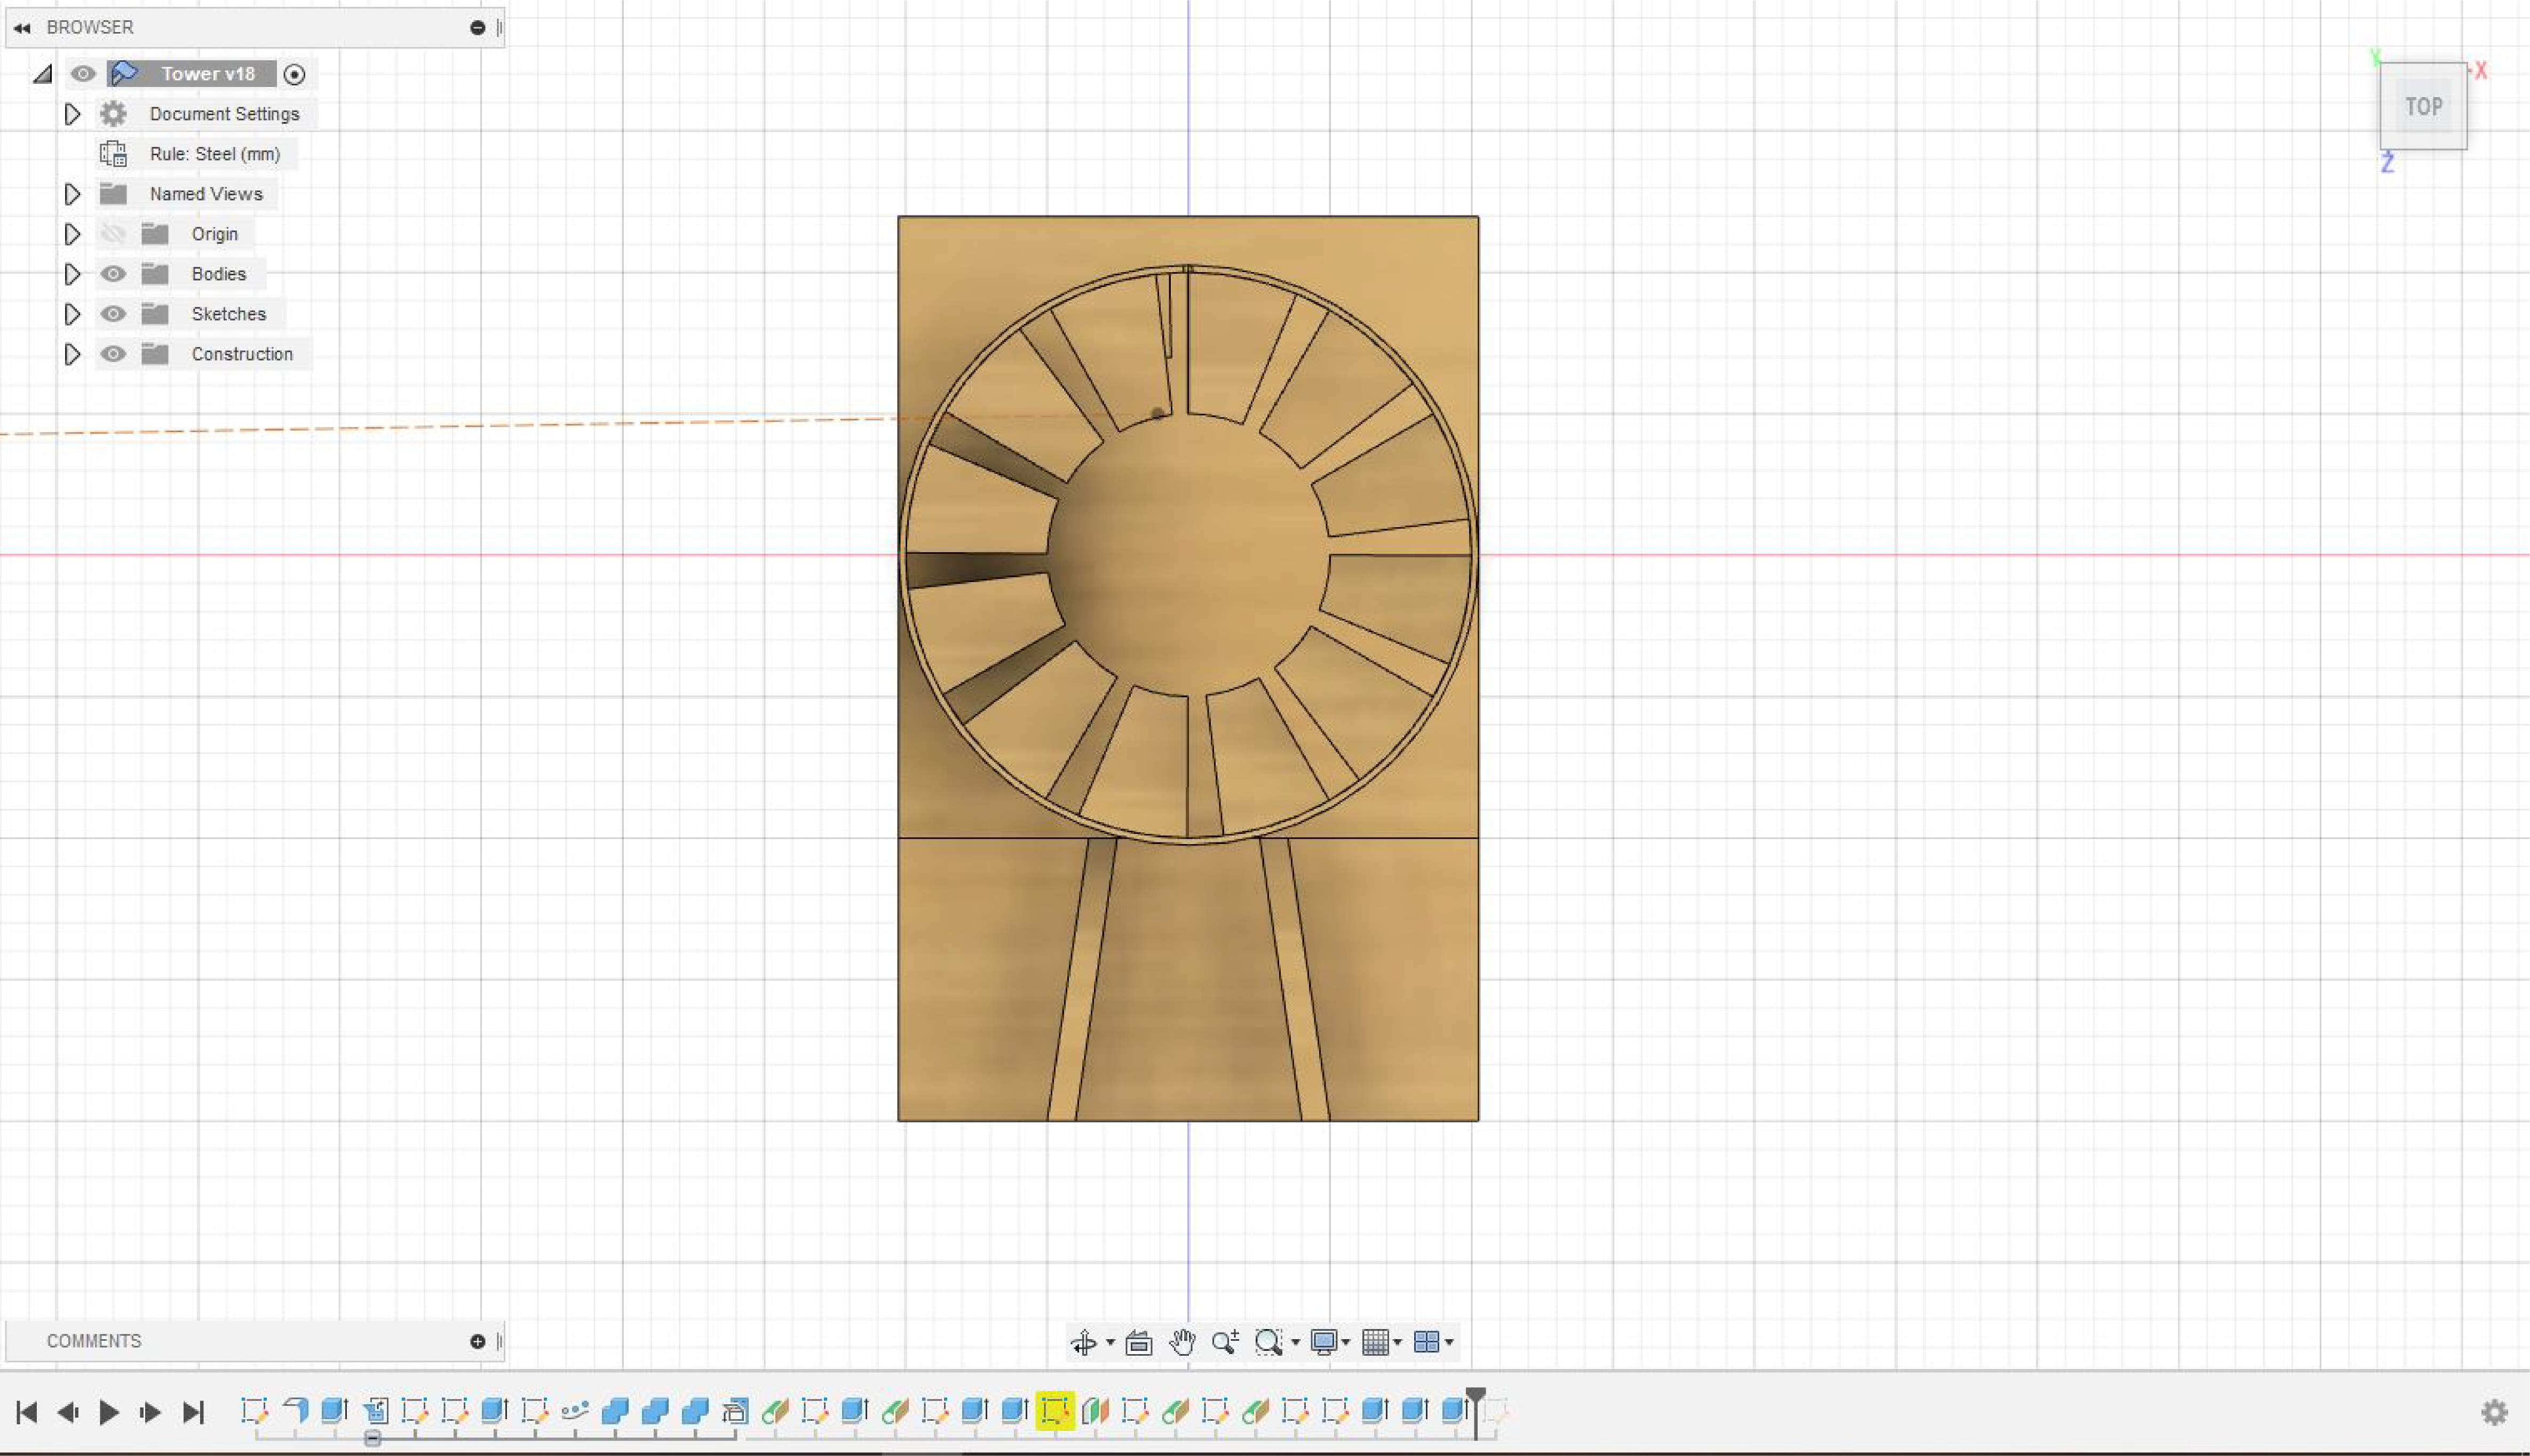 BROWSER
Tower v18
Document Settings
Rule: Steel (mm)
Named Views
Origin
Bodies
Sketches
Construction
Y
X
TOP
Z
COMMENTS